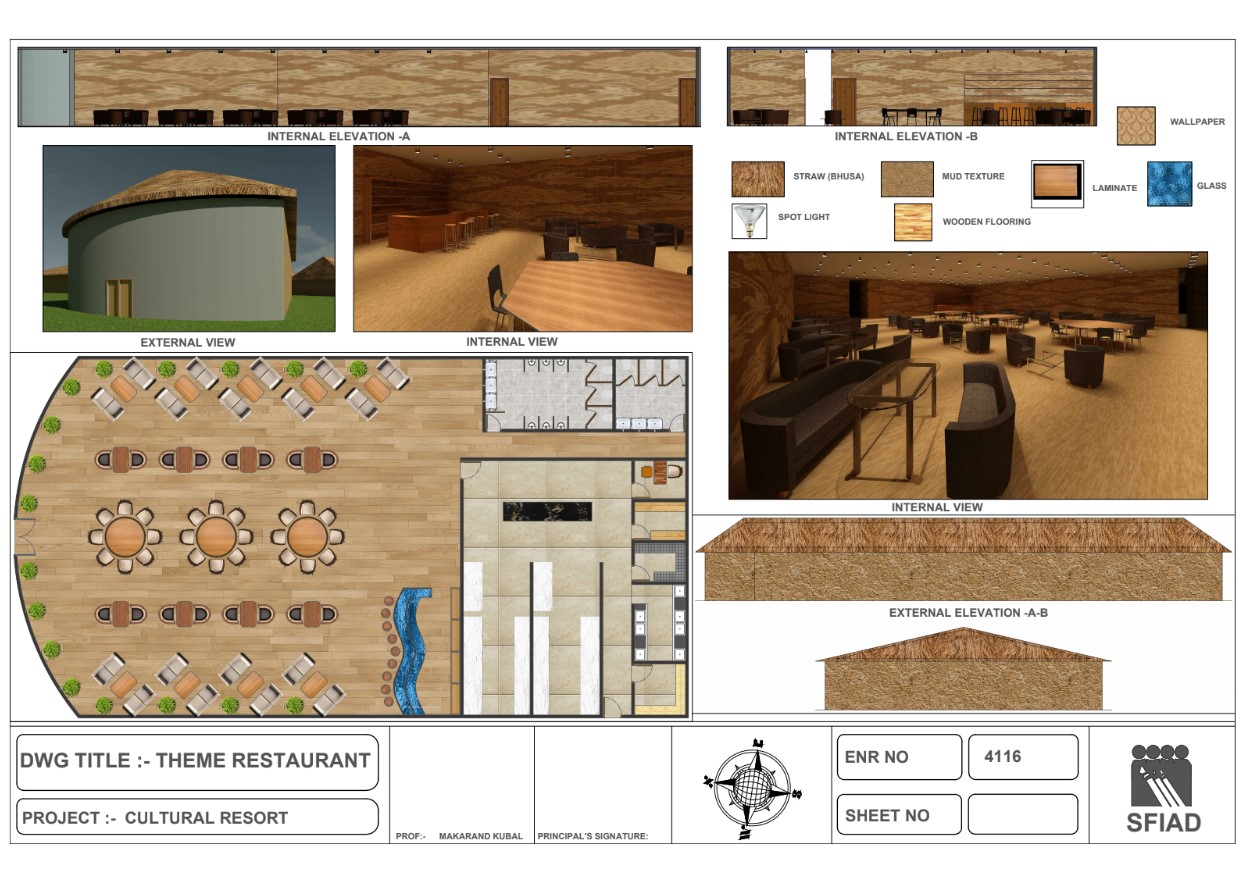 INTERNAL ELEVATION -A
INTERNAL ELEVATION -B
WALLPAPER
STRAW (BHUSA)
MUD TEXTURE
LAMINATE
GLASS
SPOT LIGHT
WOODEN FLOORING
EXTERNAL VIEW
INTERNAL VIEW
INTERNAL VIEW
EXTERNAL ELEVATION -A-B
DWG TITLE :- THEME RESTAURANT
PROJECT :- CULTURAL RESORT
PROF:- MAKARAND KUBAL
PRINCIPAL'S SIGNATURE:
ENR NO
4116
SHEET NO
SFIAD